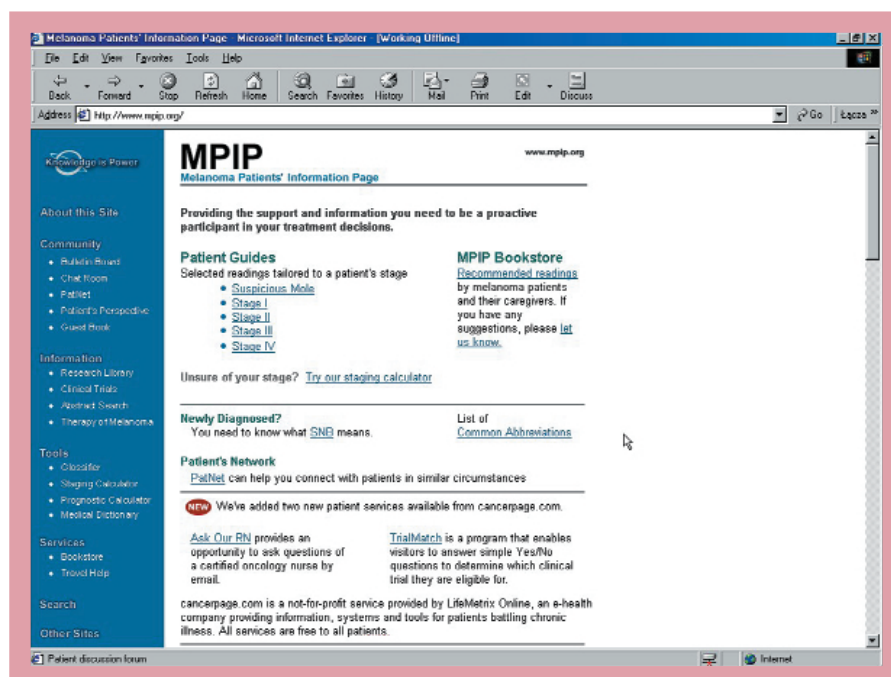 Melanoma Patients' Information Page - Microsoft Internet Explorer - [Working Offline]
File Edit View Favorites Tools Help
Back Forward Stop Refresh Home Search Favorites History Mail Print Edit Discuss
Address http://www.mpip.org/ Go Łącza »
Knowledge is Power
About this Site
Community
• Bulletin Board
• Chat Room
• PatNet
• Patient's Perspective
• Guest Book
Information
• Research Library
• Clinical Trials
• Abstract Search
• Therapy of Melanoma
Tools
• Glossifier
• Staging Calculator
• Prognostic Calculator
• Medical Dictionary
Services
• Bookstore
• Travel Help
Search
Other Sites
MPIP
www.mpip.org
Melanoma Patients' Information Page
Providing the support and information you need to be a proactive
participant in your treatment decisions.
Patient Guides
Selected readings tailored to a patient's stage
• Suspicious Mole
• Stage I
• Stage II
• Stage III
• Stage IV
Unsure of your stage? Try our staging calculator
MPIP Bookstore
Recommended readings
by melanoma patients
and their caregivers. If
you have any
suggestions, please let
us know.
Newly Diagnosed?
You need to know what SNB means.
List of
Common Abbreviations
Patient's Network
PatNet can help you connect with patients in similar circumstances
NEW We've added two new patient services available from cancerpage.com.
Ask Our RN provides an
opportunity to ask questions of
a certified oncology nurse by
email.
TrialMatch is a program that enables
visitors to answer simple Yes/No
questions to determine which clinical
trial they are eligible for.
cancerpage.com is a not-for-profit service provided by LifeMetrix Online, an e-health
company providing information, systems and tools for patients battling chronic
illness. All services are free to all patients.
Patient discussion forum
Internet